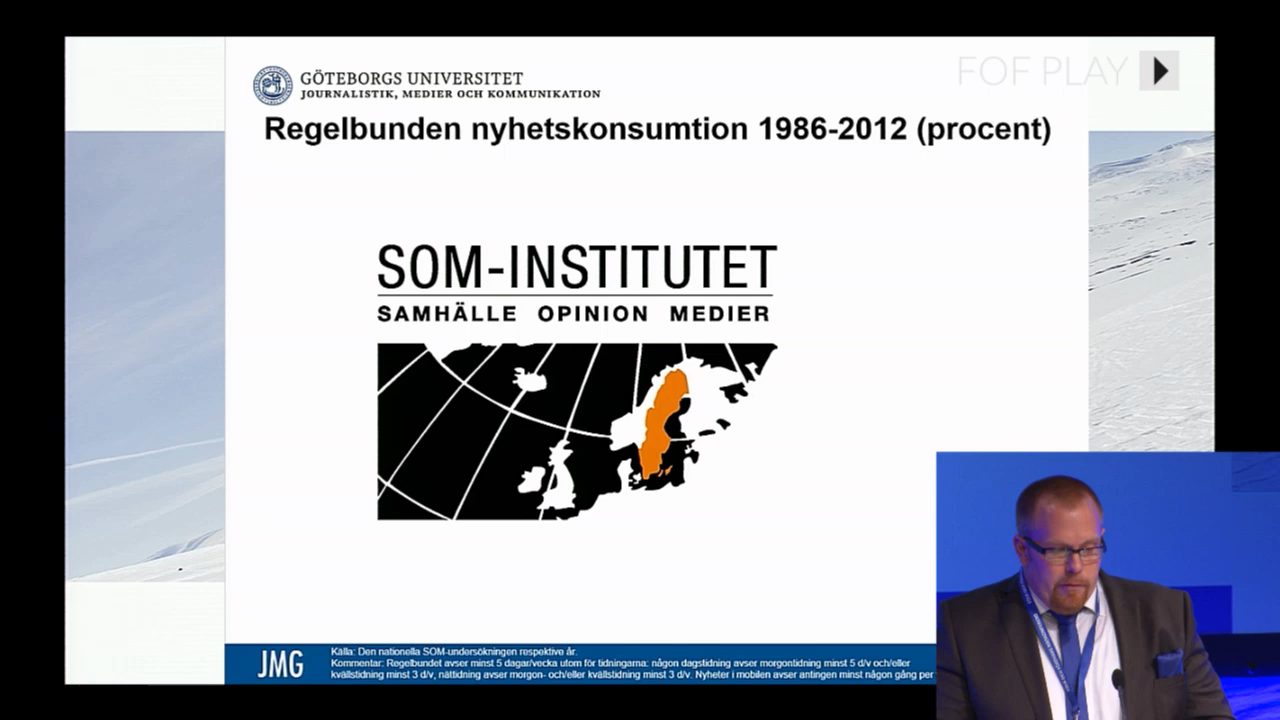 FOF PLAY
GÖTEBORGS UNIVERSITET
JOURNALISTIK, MEDIER OCH KOMMUNIKATION
Regelbunden nyhetskonsumtion 1986-2012 (procent)
SOM-INSTITUTET
SAMHÄLLE OPINION MEDIER
JMG
Källa: Den nationella SOM-undersökningen respektive år.
Kommentar: Regelbundet avser minst 5 dagar/vecka utom för tidningarna: någon dagstidning avser morgontidning minst 5 d/v och/eller
kvällstidning minst 3 d/v, nättidning avser morgon- och/eller kvällstidning minst 3 d/v. Nyheter i mobilen avser antingen minst någon gång per